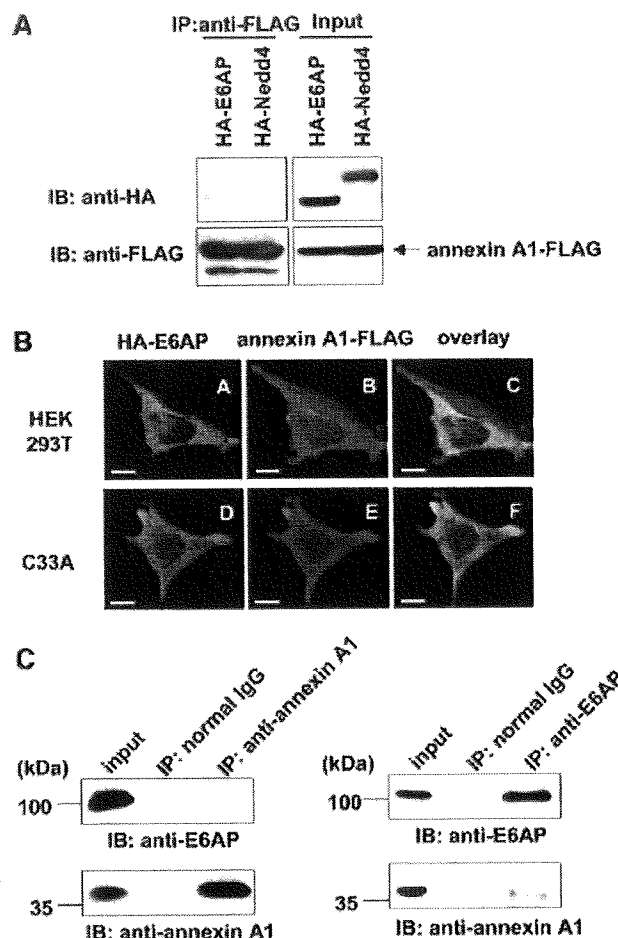 A
IP:anti-FLAG Input
HA-E6AP HA-Nedd4 HA-E6AP HA-Nedd4
IB: anti-HA
IB: anti-FLAG annexin A1-FLAG
B
HA-E6AP annexin A1-FLAG overlay
HEK 293T
A B C
C33A
D E F
C
input IP: normal IgG IP: anti-annexin A1
(kDa)
100
IB: anti-E6AP
35
IB: anti-annexin A1
input IP: normal IgG IP: anti-E6AP
(kDa)
100
IB: anti-E6AP
35
IB: anti-annexin A1